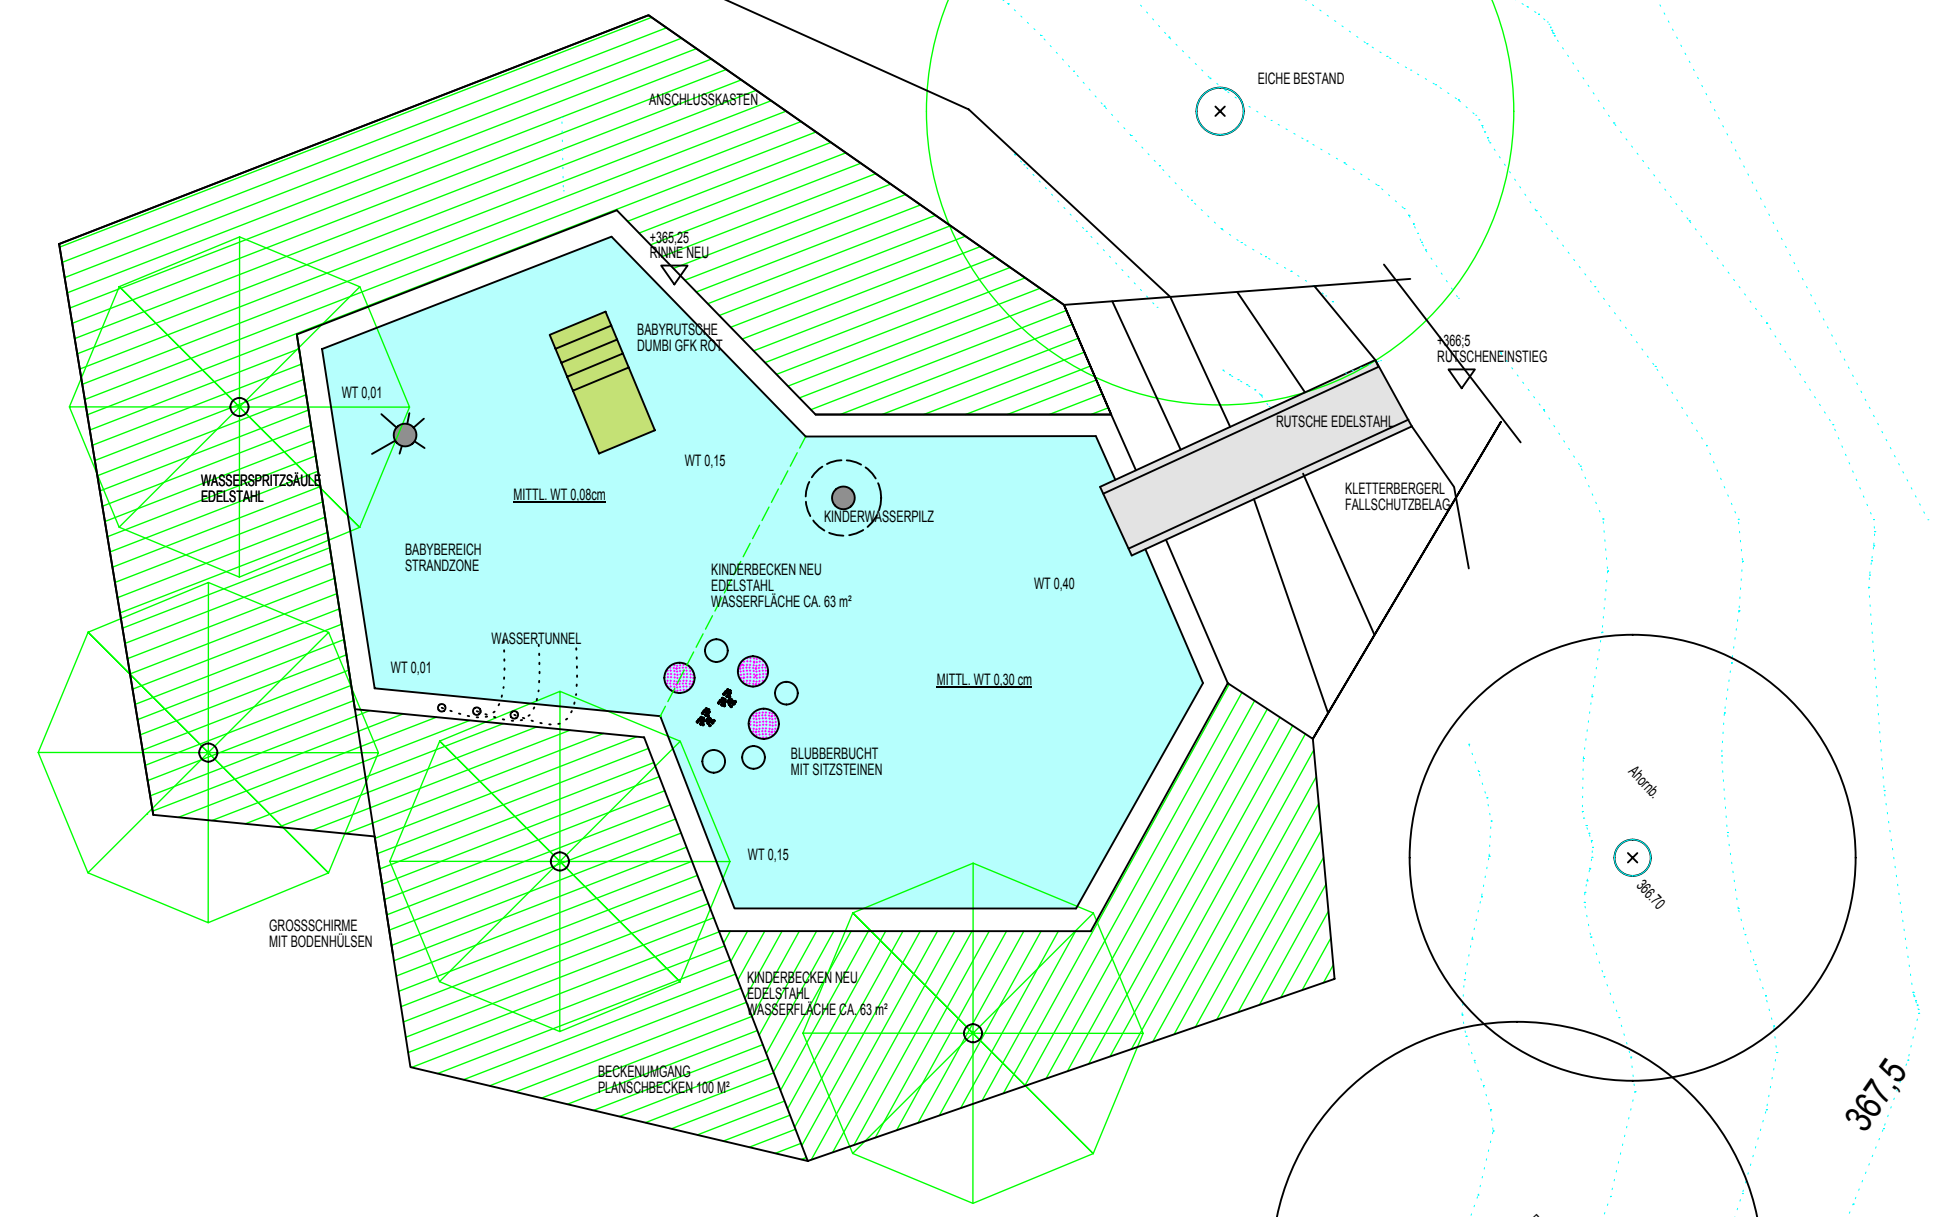 EICHE BESTAND
ANSCHLUSSKASTEN
+365,25
RINNE NEU
BABYRUTSCHE
DUMBI GFK ROT
+366;5
RUTSCHENEINSTIEG
WT 0,01
RUTSCHE EDELSTAHL
WT 0,15
WASSERSPRITZSÄULE
EDELSTAHL
MITTL. WT 0,08cm
KLETTERBERGERL
FALLSCHUTZBELAG
KINDERWASSERPILZ
BABYBEREICH
STRANDZONE
KINDERBECKEN NEU
EDELSTAHL
WASSERFLÄCHE CA. 63 m²
WT 0,40
WASSERTUNNEL
WT 0,01
MITTL. WT 0,30 cm
BLUBBERBUCHT
MIT SITZSTEINEN
Ahornb.
WT 0,15
366.70
GROSSSCHIRME
MIT BODENHÜLSEN
KINDERBECKEN NEU
EDELSTAHL
WASSERFLÄCHE CA. 63 m²
BECKENUMGANG
PLANSCHBECKEN 100 M²
367,5